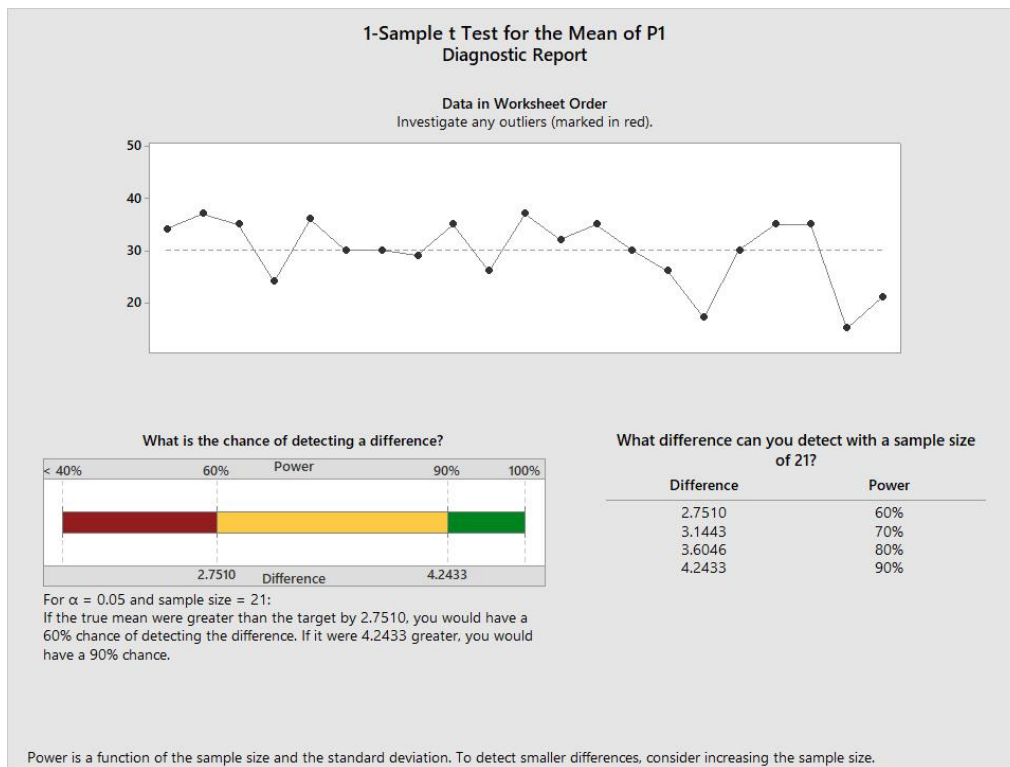 1-Sample t Test for the Mean of P1
Diagnostic Report
Data in Worksheet Order
Investigate any outliers (marked in red).
50
40
30
20
What is the chance of detecting a difference?
< 40% 60% Power 90% 100%
2.7510 Difference 4.2433
For α = 0.05 and sample size = 21:
If the true mean were greater than the target by 2.7510, you would have a
60% chance of detecting the difference. If it were 4.2433 greater, you would
have a 90% chance.
What difference can you detect with a sample size
of 21?
Difference Power
2.7510 60%
3.1443 70%
3.6046 80%
4.2433 90%
Power is a function of the sample size and the standard deviation. To detect smaller differences, consider increasing the sample size.